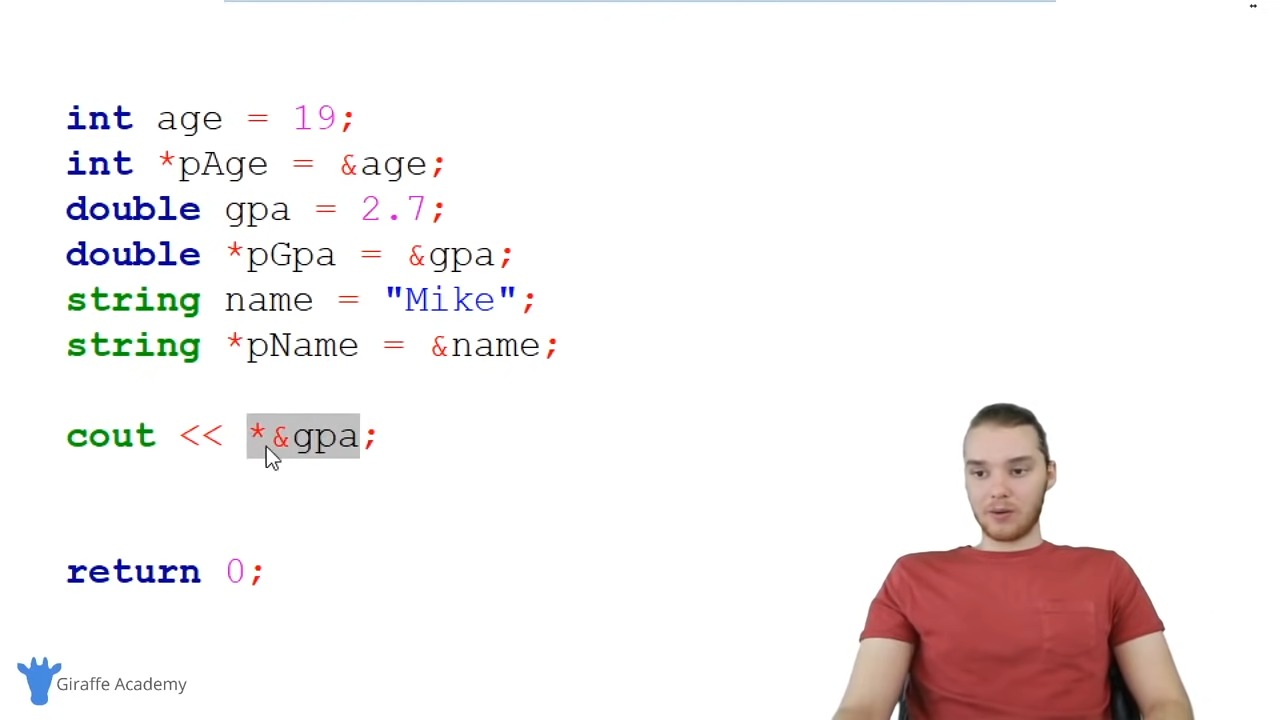 int age = 19;
int *pAge = &age;
double gpa = 2.7;
double *pGpa = &gpa;
string name = "Mike";
string *pName = &name;
cout << *&gpa;
return 0;
Giraffe Academy